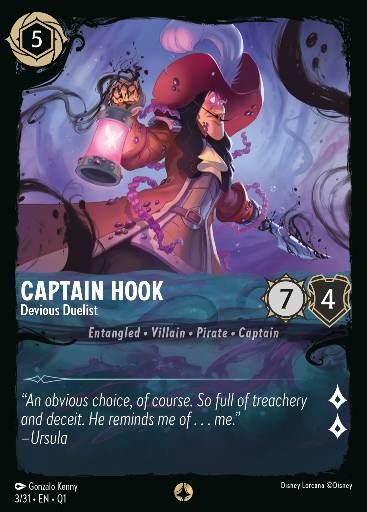 5
CAPTAIN HOOK
Devious Duelist
7
4
Entangled • Villain • Pirate • Captain
“An obvious choice, of course. So full of treachery
and deceit. He reminds me of . . . me.”
–Ursula
Gonzalo Kenny
Disney Lorcana ©Disney
3/31 • EN • Q1